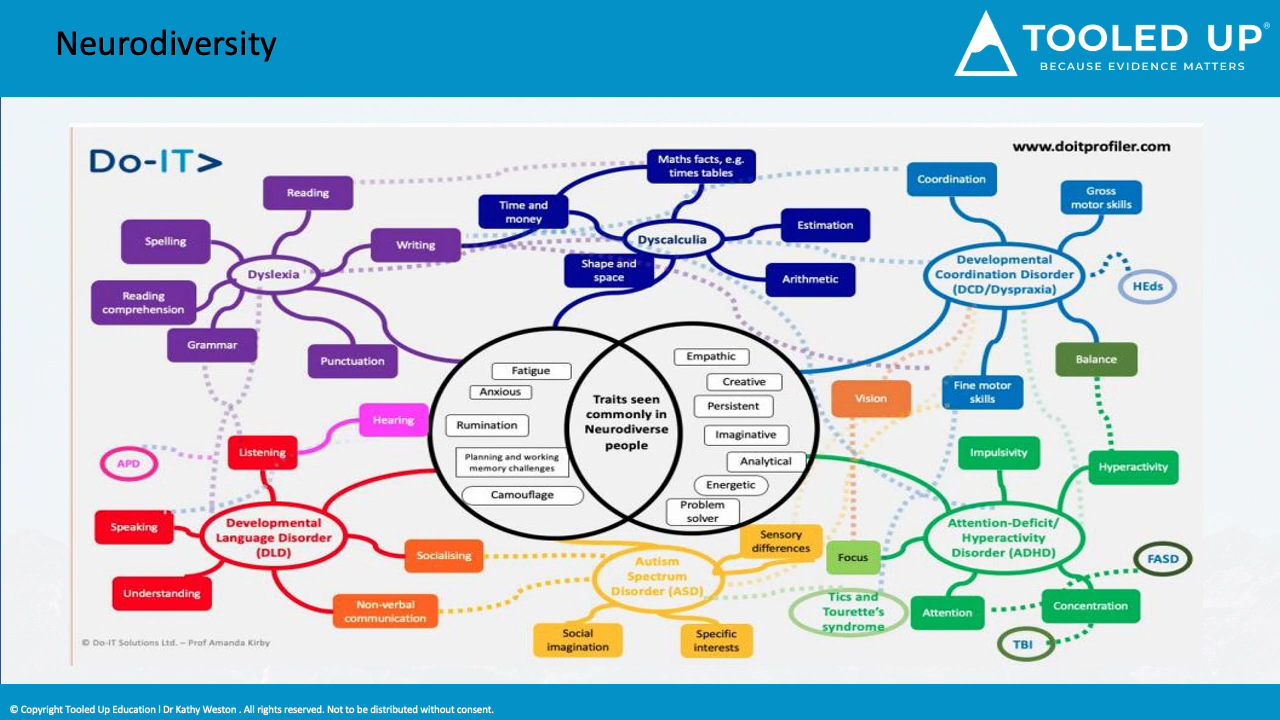 Neurodiversity
TOOLED UP®
BECAUSE EVIDENCE MATTERS
Do-IT>
www.doitprofiler.com
Maths facts, e.g.
times tables
Coordination
Reading
Gross
motor skills
Time and
money
Estimation
Spelling
Writing
Dyscalculia
Dyslexia
Shape and
space
Arithmetic
Developmental
Coordination Disorder
(DCD/Dyspraxia)
HEds
Reading
comprehension
Grammar
Punctuation
Balance
Fatigue
Anxious
Rumination
Planning and working
memory challenges
Camouflage
Traits seen
commonly in
Neurodiverse
people
Empathic
Creative
Persistent
Imaginative
Analytical
Energetic
Problem
solver
Vision
Fine motor
skills
Hearing
Listening
APD
Impulsivity
Hyperactivity
Speaking
Developmental
Language Disorder
(DLD)
Socialising
Understanding
Non-verbal
communication
Autism
Spectrum
Disorder (ASD)
Sensory
differences
Focus
Attention-Deficit/
Hyperactivity
Disorder (ADHD)
FASD
Tics and
Tourette's
syndrome
Attention
Concentration
TBI
Social
imagination
Specific
interests
© Do-IT Solutions Ltd. – Prof Amanda Kirby
© Copyright Tooled Up Education l Dr Kathy Weston . All rights reserved. Not to be distributed without consent.